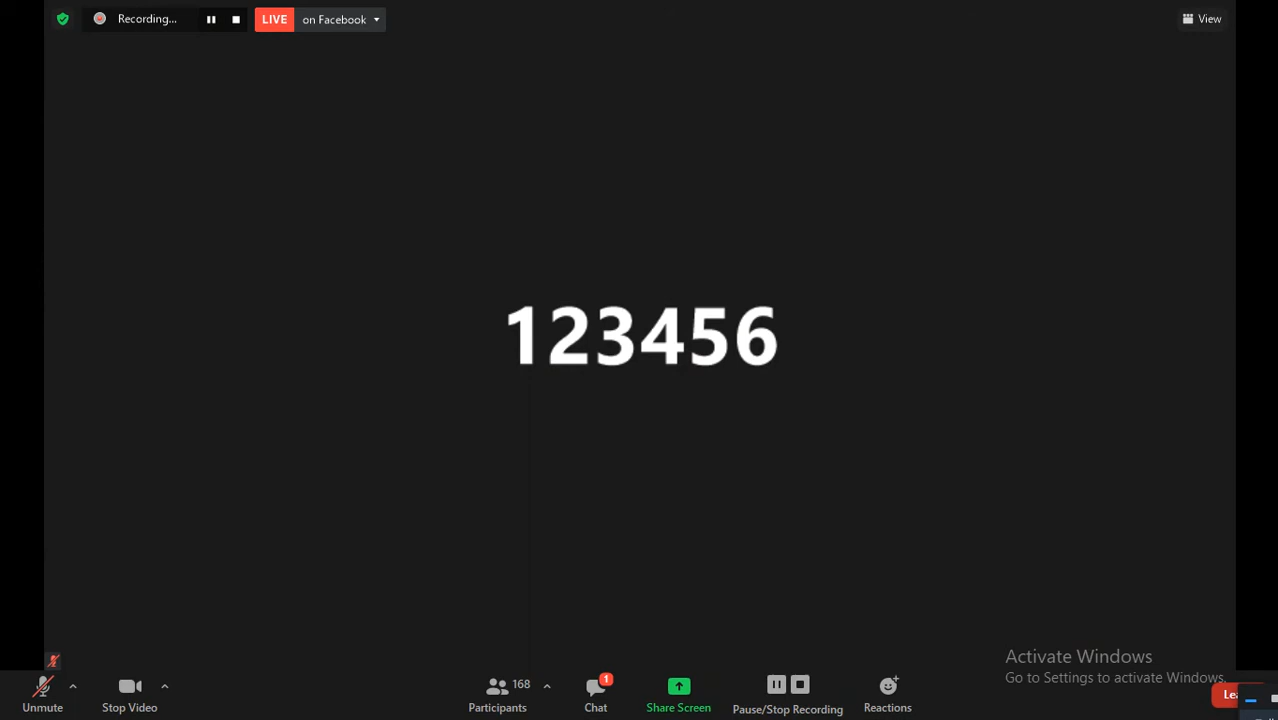 Recording...
LIVE on Facebook
View
123456
Activate Windows
Go to Settings to activate Windows.
Unmute
Stop Video
168
Participants
1
Chat
Share Screen
Pause/Stop Recording
Reactions